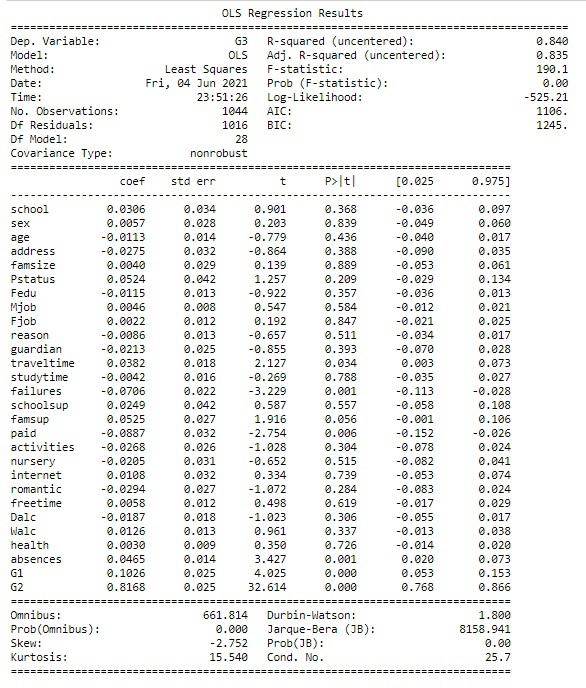 OLS Regression Results
==============================================================================
Dep. Variable: G3 R-squared (uncentered): 0.840
Model: OLS Adj. R-squared (uncentered): 0.835
Method: Least Squares F-statistic: 190.1
Date: Fri, 04 Jun 2021 Prob (F-statistic): 0.00
Time: 23:51:26 Log-Likelihood: -525.21
No. Observations: 1044 AIC: 1106.
Df Residuals: 1016 BIC: 1245.
Df Model: 28
Covariance Type: nonrobust
==============================================================================
coef std err t P>|t| [0.025 0.975]
------------------------------------------------------------------------------
school 0.0306 0.034 0.901 0.368 -0.036 0.097
sex 0.0057 0.028 0.203 0.839 -0.049 0.060
age -0.0113 0.014 -0.779 0.436 -0.040 0.017
address -0.0275 0.032 -0.864 0.388 -0.090 0.035
famsize 0.0040 0.029 0.139 0.889 -0.053 0.061
Pstatus 0.0524 0.042 1.257 0.209 -0.029 0.134
Fedu -0.0115 0.013 -0.922 0.357 -0.036 0.013
Mjob 0.0046 0.008 0.547 0.584 -0.012 0.021
Fjob 0.0022 0.012 0.192 0.847 -0.021 0.025
reason -0.0086 0.013 -0.657 0.511 -0.034 0.017
guardian -0.0213 0.025 -0.855 0.393 -0.070 0.028
traveltime 0.0382 0.018 2.127 0.034 0.003 0.073
studytime -0.0042 0.016 -0.269 0.788 -0.035 0.027
failures -0.0706 0.022 -3.229 0.001 -0.113 -0.028
schoolsup 0.0249 0.042 0.587 0.557 -0.058 0.108
famsup 0.0525 0.027 1.916 0.056 -0.001 0.106
paid -0.0887 0.032 -2.754 0.006 -0.152 -0.026
activities -0.0268 0.026 -1.028 0.304 -0.078 0.024
nursery -0.0205 0.031 -0.652 0.515 -0.082 0.041
internet 0.0108 0.032 0.334 0.739 -0.053 0.074
romantic -0.0294 0.027 -1.072 0.284 -0.083 0.024
freetime 0.0058 0.012 0.498 0.619 -0.017 0.029
Dalc -0.0187 0.018 -1.023 0.306 -0.055 0.017
Walc 0.0126 0.013 0.961 0.337 -0.013 0.038
health 0.0030 0.009 0.350 0.726 -0.014 0.020
absences 0.0465 0.014 3.427 0.001 0.020 0.073
G1 0.1026 0.025 4.025 0.000 0.053 0.153
G2 0.8168 0.025 32.614 0.000 0.768 0.866
==============================================================================
Omnibus: 661.814 Durbin-Watson: 1.800
Prob(Omnibus): 0.000 Jarque-Bera (JB): 8158.941
Skew: -2.752 Prob(JB): 0.00
Kurtosis: 15.540 Cond. No. 25.7
==============================================================================